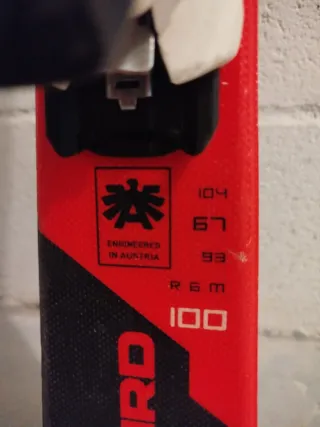 ENGINEERED
IN AUSTRIA
104
67
93
R 6 m
100